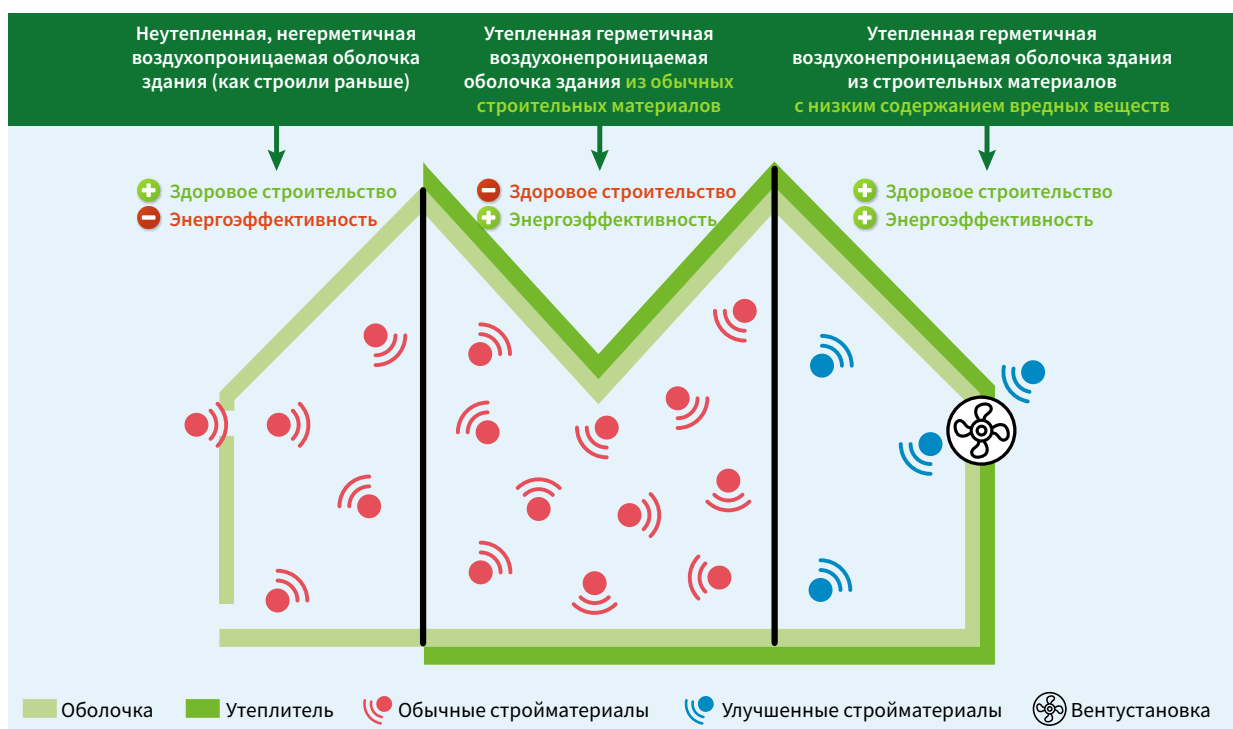 Неутепленная, негерметичная
воздухопроницаемая оболочка
здания (как строили раньше)
Утепленная герметичная
воздухонепроницаемая
оболочка здания из обычных
строительных материалов
Утепленная герметичная
воздухонепроницаемая оболочка здания
из строительных материалов
с низким содержанием вредных веществ
Здоровое строительство
Энергоэффективность
Здоровое строительство
Энергоэффективность
Здоровое строительство
Энергоэффективность
Оболочка
Утеплитель
Обычные стройматериалы
Улучшенные стройматериалы
Вентустановка